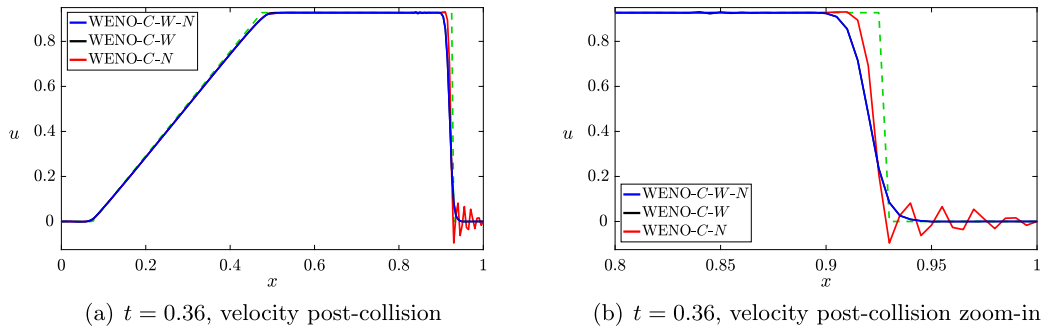 WENO-C-W-N
WENO-C-W
WENO-C-N
0.8
0.6
u
0.4
0.2
0
0 0.2 0.4 0.6 0.8 1
x
(a) t = 0.36, velocity post-collision
0.8
0.6
u
0.4
0.2
0
WENO-C-W-N
WENO-C-W
WENO-C-N
0.8 0.85 0.9 0.95 1
x
(b) t = 0.36, velocity post-collision zoom-in